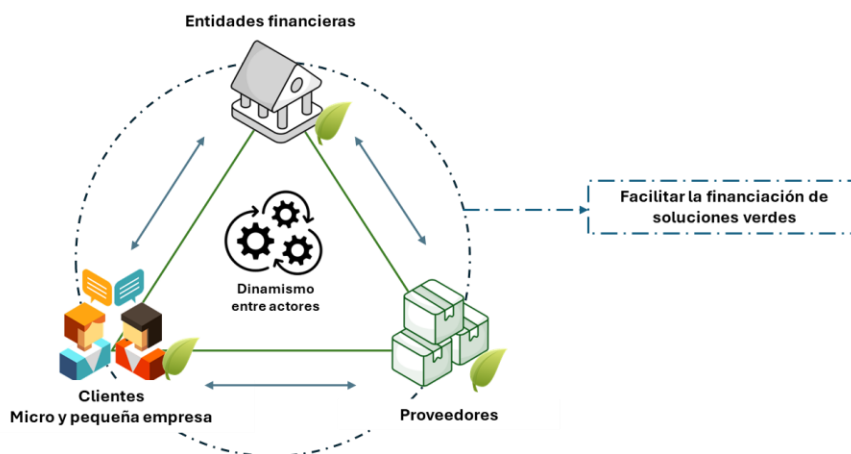 Entidades financieras
Facilitar la financiación de
soluciones verdes
Dinamismo
entre actores
Clientes
Micro y pequeña empresa
Proveedores